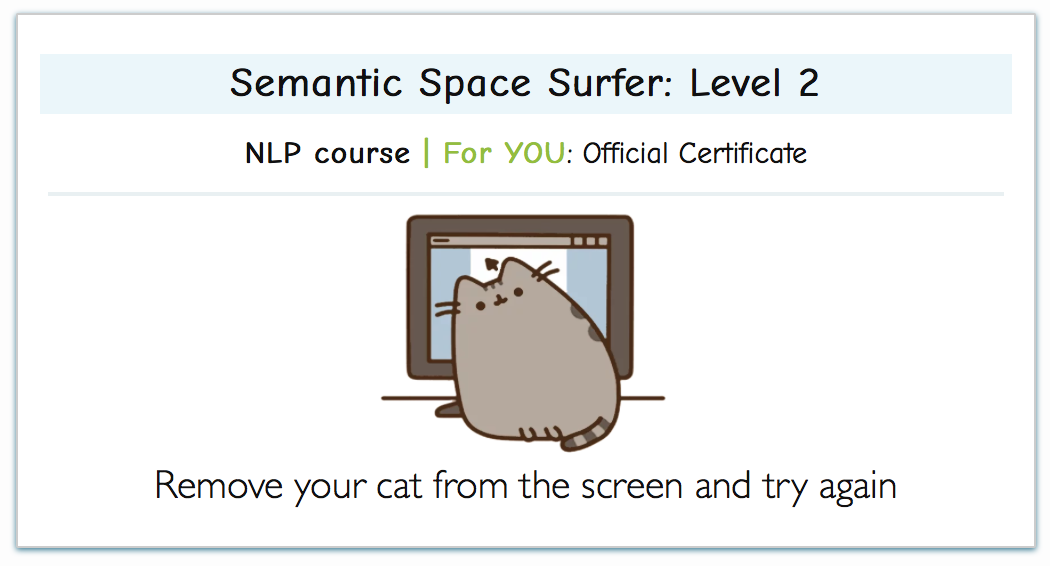 Semantic Space Surfer: Level 2
NLP course | For YOU: Official Certificate
Remove your cat from the screen and try again